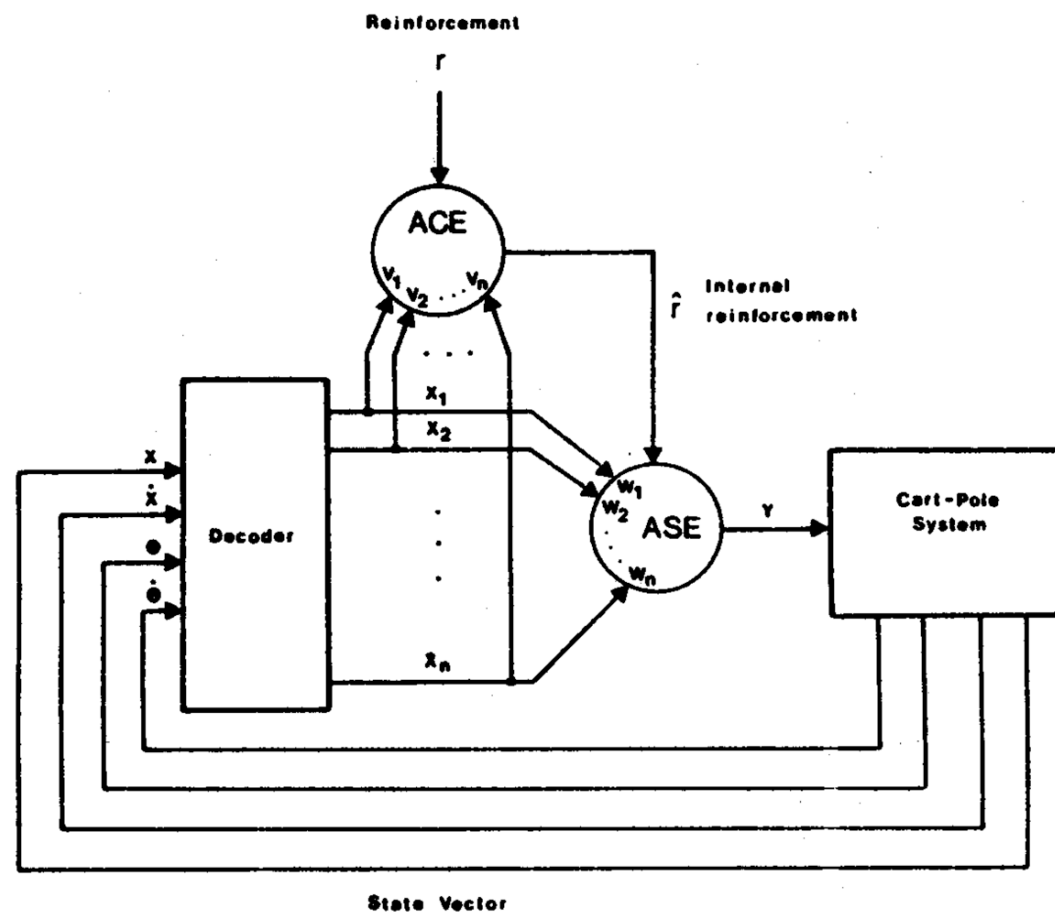 Reinforcement
r
ACE
v₁
v₂
. . . .
vₙ
r̂
Internal
reinforcement
. . .
x₁
x₂
x
ẋ
θ
θ̇
Decoder
w₁
w₂
ASE
wₙ
y
Cart-Pole
System
xₙ
State Vector